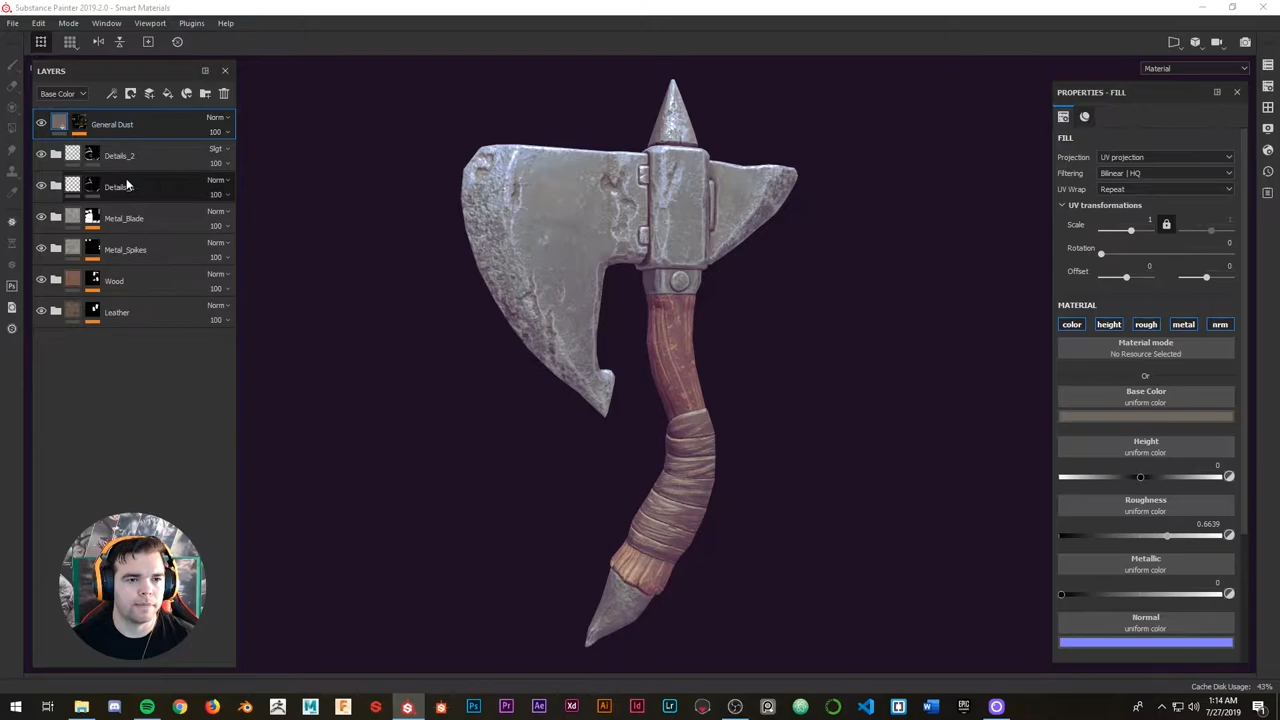 Substance Painter 2019.2.0 - Smart Materials
File Edit Mode Window Viewport Plugins Help
LAYERS
Base Color
General Dust Norm
100
Details_2 Slgt
100
Details Norm
100
Metal_Blade Norm
100
Metal_Spikes Norm
100
Wood Norm
100
Leather Norm
100
Material
PROPERTIES - FILL
FILL
Projection UV projection
Filtering Bilinear | HQ
UV Wrap Repeat
UV transformations
Scale 1 1
Rotation 0
Offset 0 0
MATERIAL
color height rough metal nrm
Material mode
No Resource Selected
Or
Base Color
uniform color
Height
uniform color
0
Roughness
uniform color
0.6639
Metallic
uniform color
0
Normal
uniform color
Cache Disk Usage: 43%
1:14 AM
7/27/2019